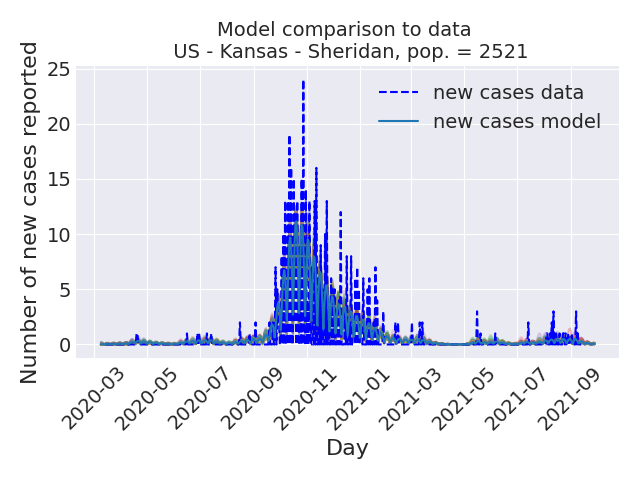 Model comparison to data
US - Kansas - Sheridan, pop. = 2521
Number of new cases reported
25
20
15
10
5
0
new cases data
new cases model
2020-03
2020-05
2020-07
2020-09
2020-11
2021-01
2021-03
2021-05
2021-07
2021-09
Day